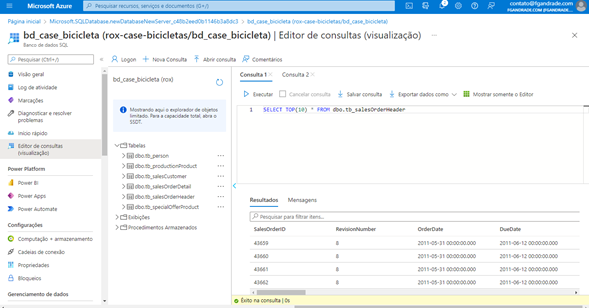 Microsoft Azure
Pesquisar recursos, serviços e documentos (G+/)
contato@fgandrade...
FGANDRADE.COM (FGANDRADE....
Página inicial > Microsoft.SQLDatabase.newDatabaseNewServer_c48b2eed0b1146b3a8dc3 > bd_case_bicicleta (rox-case-bicicletas/bd_case_bicicleta)
bd_case_bicicleta (rox-case-bicicletas/bd_case_bicicleta) | Editor de consultas (visualização)
Banco de dados SQL
Pesquisar (Ctrl+/)
Logon
Nova Consulta
Abrir consulta
Comentários
Visão geral
Log de atividade
Marcações
Diagnosticar e resolver problemas
Início rápido
Editor de consultas (visualização)
Power Platform
Power BI
Power Apps
Power Automate
Configurações
Computação + armazenamento
Cadeias de conexão
Propriedades
Bloqueios
Gerenciamento de dados
bd_case_bicicleta (rox)
Mostrando aqui o explorador de objetos limitado. Para a capacidade total, abra o SSDT.
Tabelas
dbo.tb_person
dbo.tb_productionProduct
dbo.tb_salesCustomer
dbo.tb_salesOrderDetail
dbo.tb_salesOrderHeader
dbo.tb_specialOfferProduct
Exibições
Procedimentos Armazenados
Consulta 1
Consulta 2
Executar
Cancelar consulta
Salvar consulta
Exportar dados como
Mostrar somente o Editor
1 SELECT TOP(10) * FROM dbo.tb_salesOrderHeader
Resultados
Mensagens
Pesquisar para filtrar itens...
SalesOrderID RevisionNumber OrderDate DueDate
43659 8 2011-05-31 00:00:00.000 2011-06-12 00:00:00.000
43660 8 2011-05-31 00:00:00.000 2011-06-12 00:00:00.000
43661 8 2011-05-31 00:00:00.000 2011-06-12 00:00:00.000
43662 8 2011-05-31 00:00:00.000 2011-06-12 00:00:00.000
Êxito na consulta | 0s